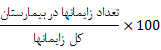 تعداد زایمانها در بیمارستان
کل زایمانها
×100